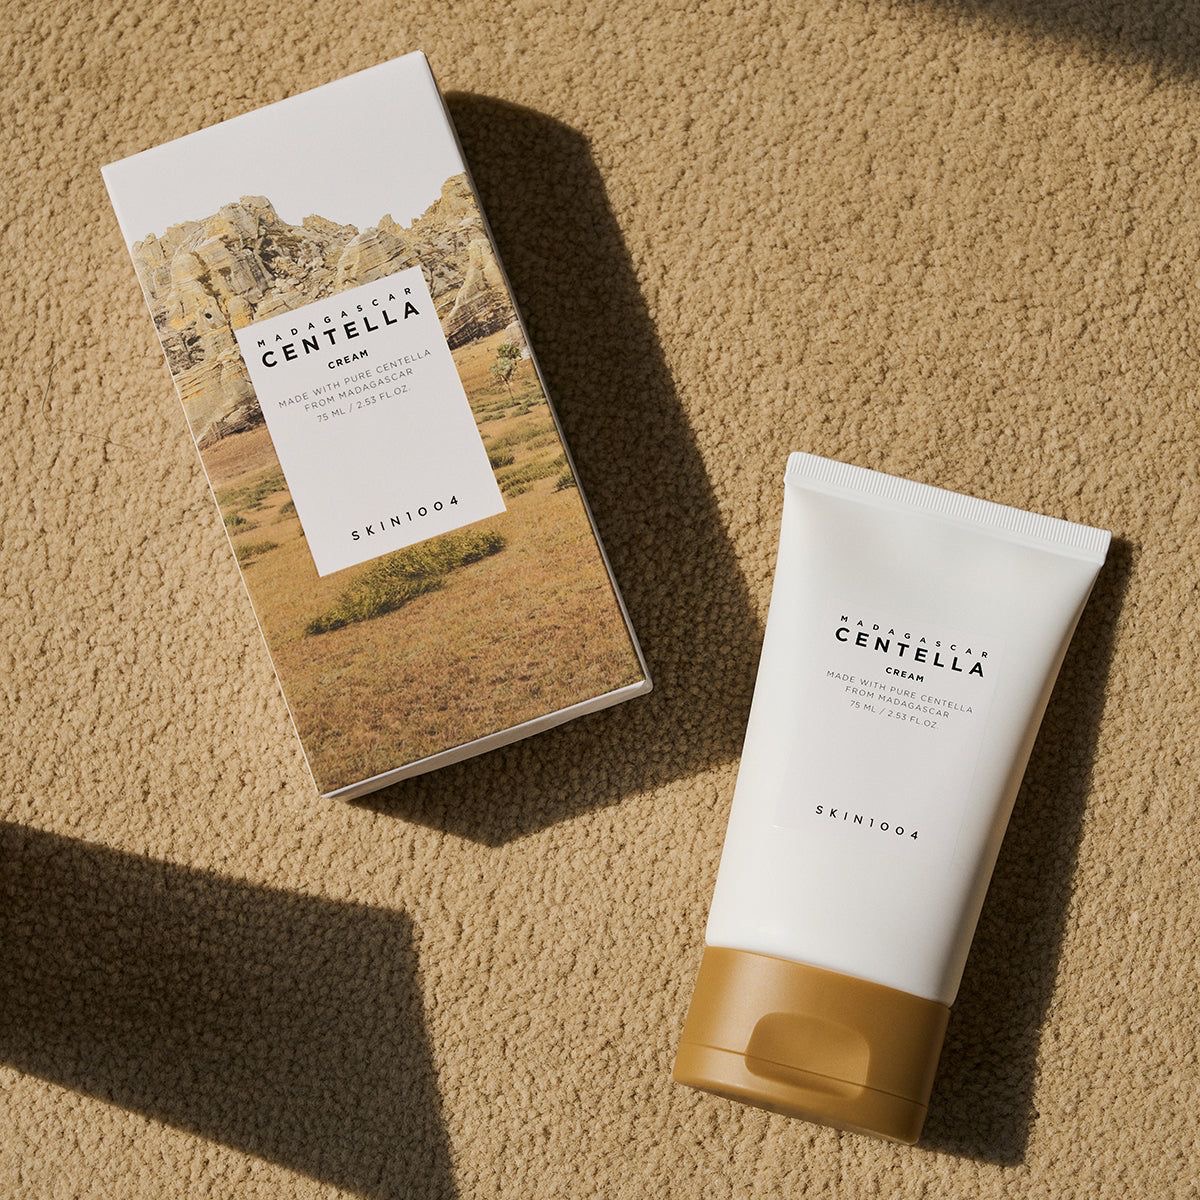 MADAGASCAR
CENTELLA
CREAM
MADE WITH PURE CENTELLA
FROM MADAGASCAR
75 ML / 2.53 FL.OZ.
SKIN1004
MADAGASCAR
CENTELLA
CREAM
MADE WITH PURE CENTELLA
FROM MADAGASCAR
75 ML / 2.53 FL.OZ.
SKIN1004